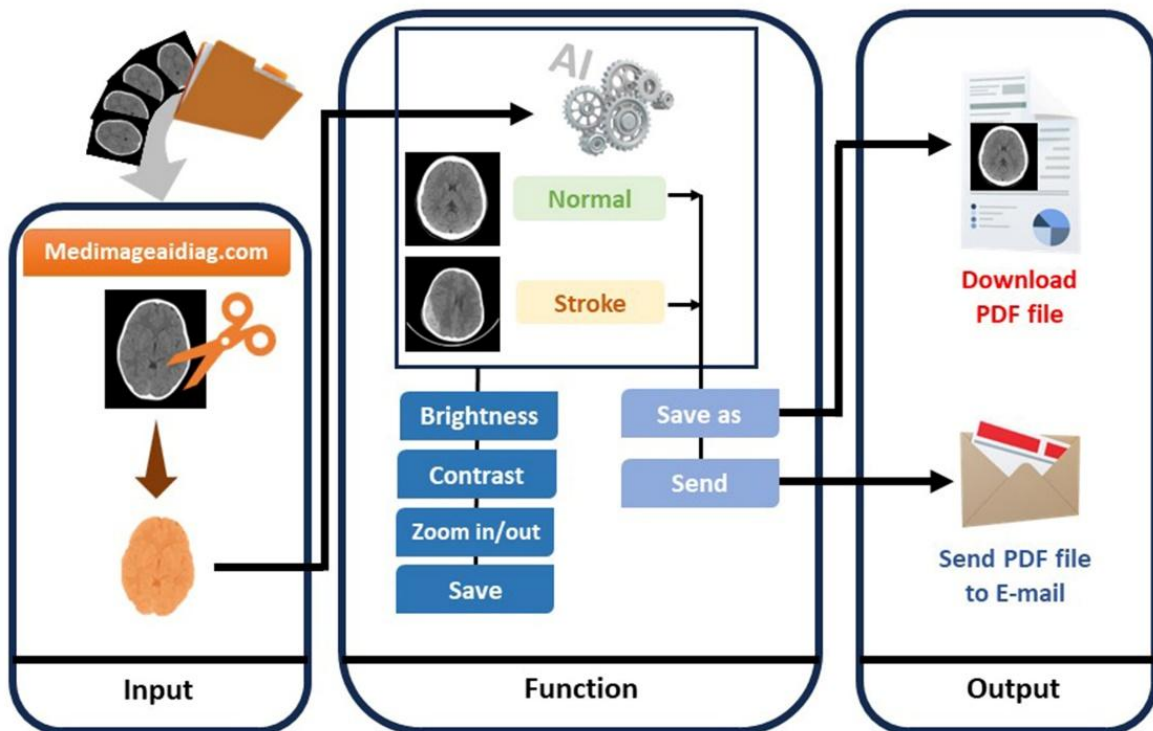 Medimageaidiag.com
Input
AI
Normal
Stroke
Brightness
Contrast
Zoom in/out
Save
Save as
Send
Function
Download
PDF file
Send PDF file
to E-mail
Output